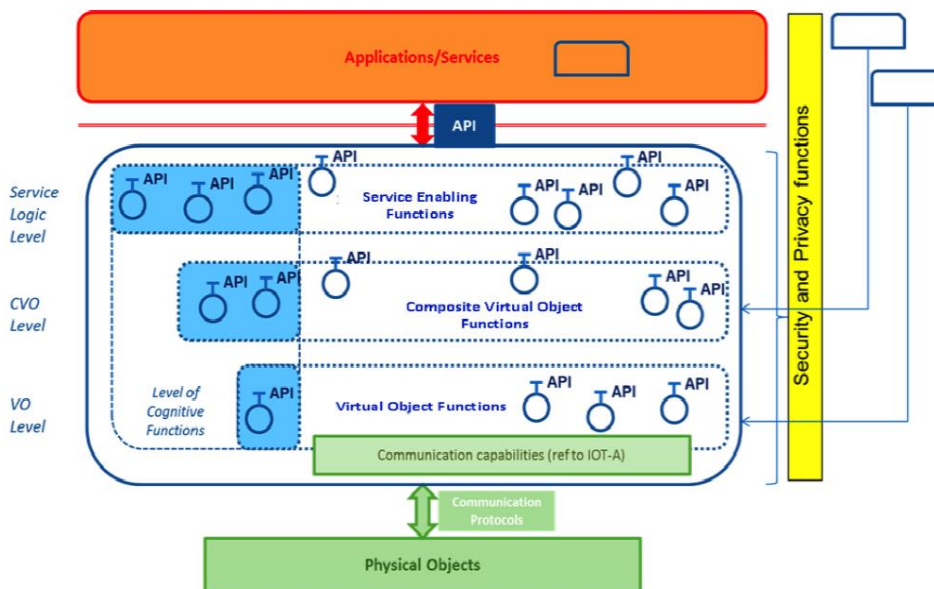 Applications/Services
API
Service
Logic
Level
API
API
API
API
Service Enabling
Functions
API
API
API
API
CVO
Level
API
API
API
Composite Virtual Object
Functions
API
API
API
VO
Level
Level of
Cognitive
Functions
API
Virtual Object Functions
API
API
API
Communication capabilities (ref to IOT-A)
Communication
Protocols
Physical Objects
Security and Privacy functions